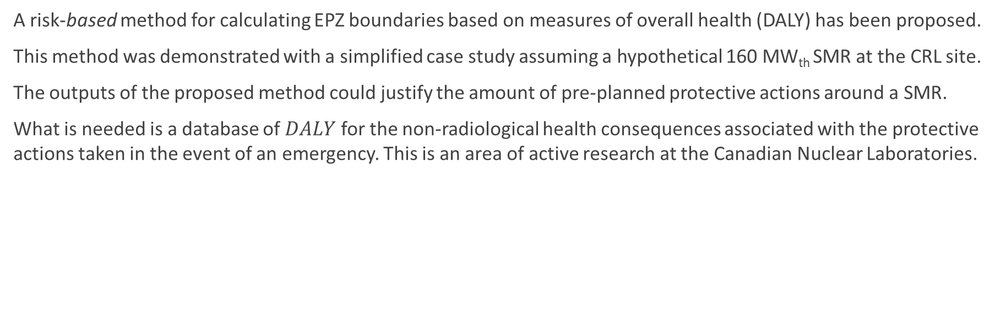 A risk-based method for calculating EPZ boundaries based on measures of overall health (DALY) has been proposed.
This method was demonstrated with a simplified case study assuming a hypothetical 160 MWth SMR at the CRL site.
The outputs of the proposed method could justify the amount of pre-planned protective actions around a SMR.
What is needed is a database of DALY for the non-radiological health consequences associated with the protective
actions taken in the event of an emergency. This is an area of active research at the Canadian Nuclear Laboratories.